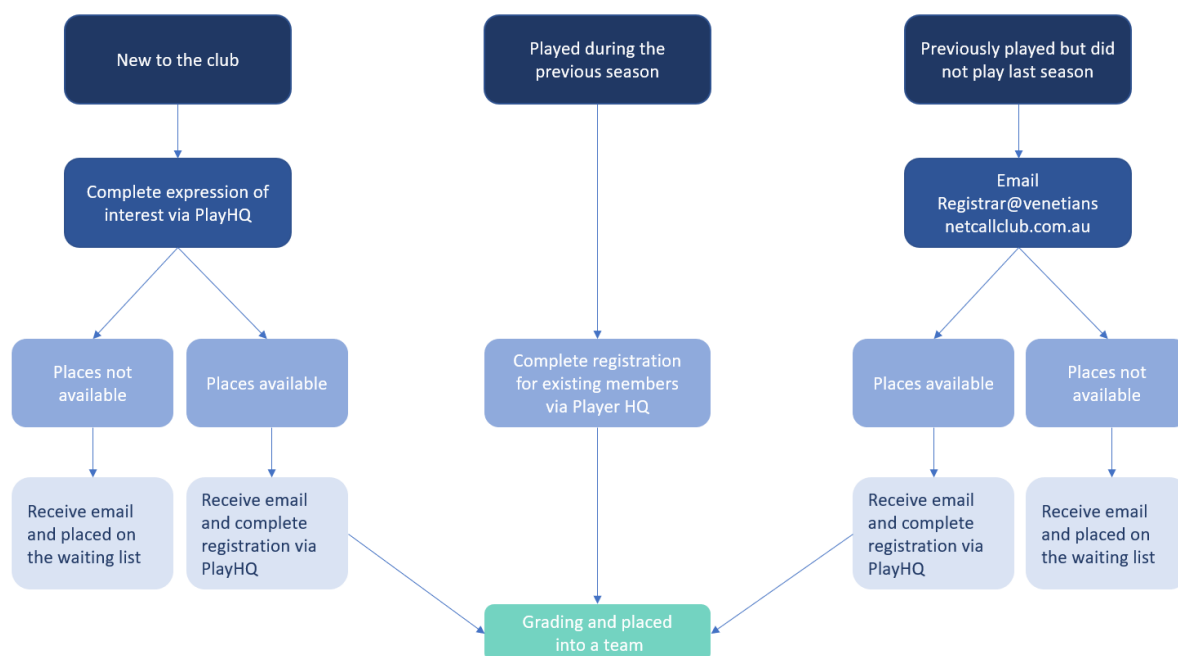 New to the club
Played during the
previous season
Previously played but did
not play last season
Complete expression of
interest via PlayHQ
Email
Registrar@venetians
netcallclub.com.au
Places not
available
Places available
Complete registration
for existing members
via Player HQ
Places available
Places not
available
Receive email
and placed on
the waiting list
Receive email
and complete
registration via
PlayHQ
Receive email
and complete
registration via
PlayHQ
Receive email
and placed on
the waiting list
Grading and placed
into a team